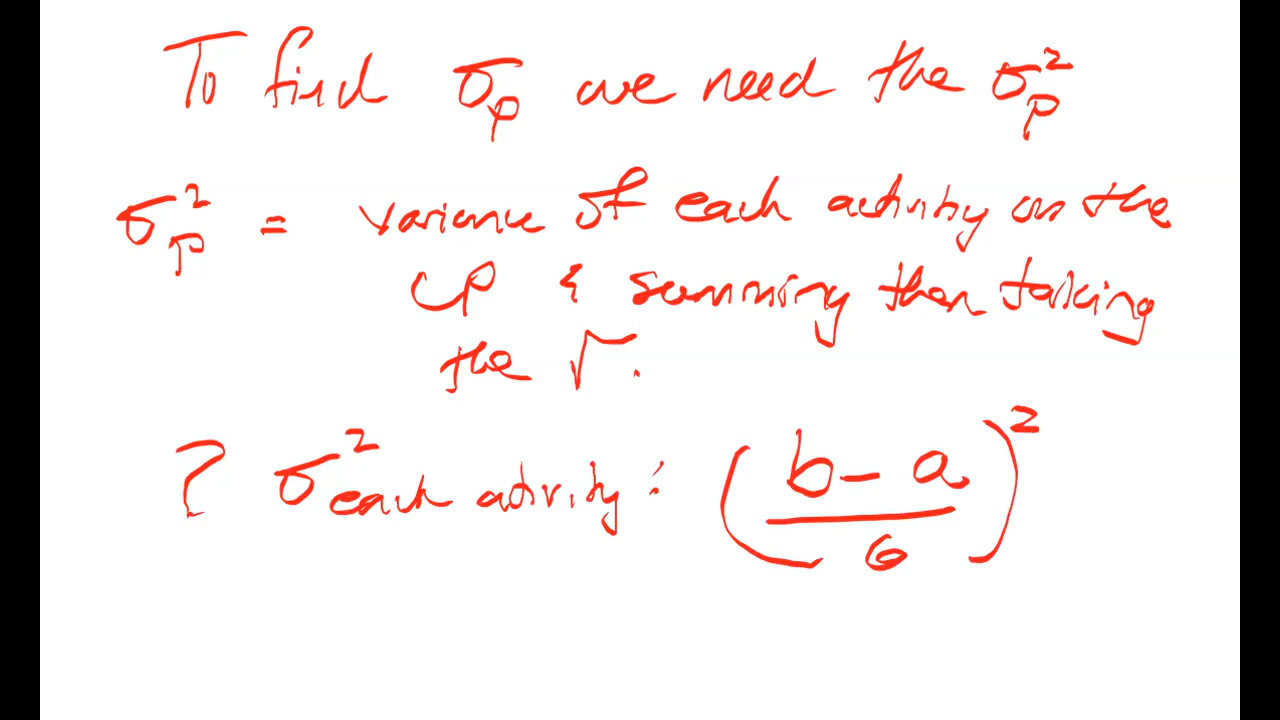 To find σp we need the σp²
σp² = variance of each activity on the
CP & summing then taking
the √.
? σ² each activity: (b - a / 6)²